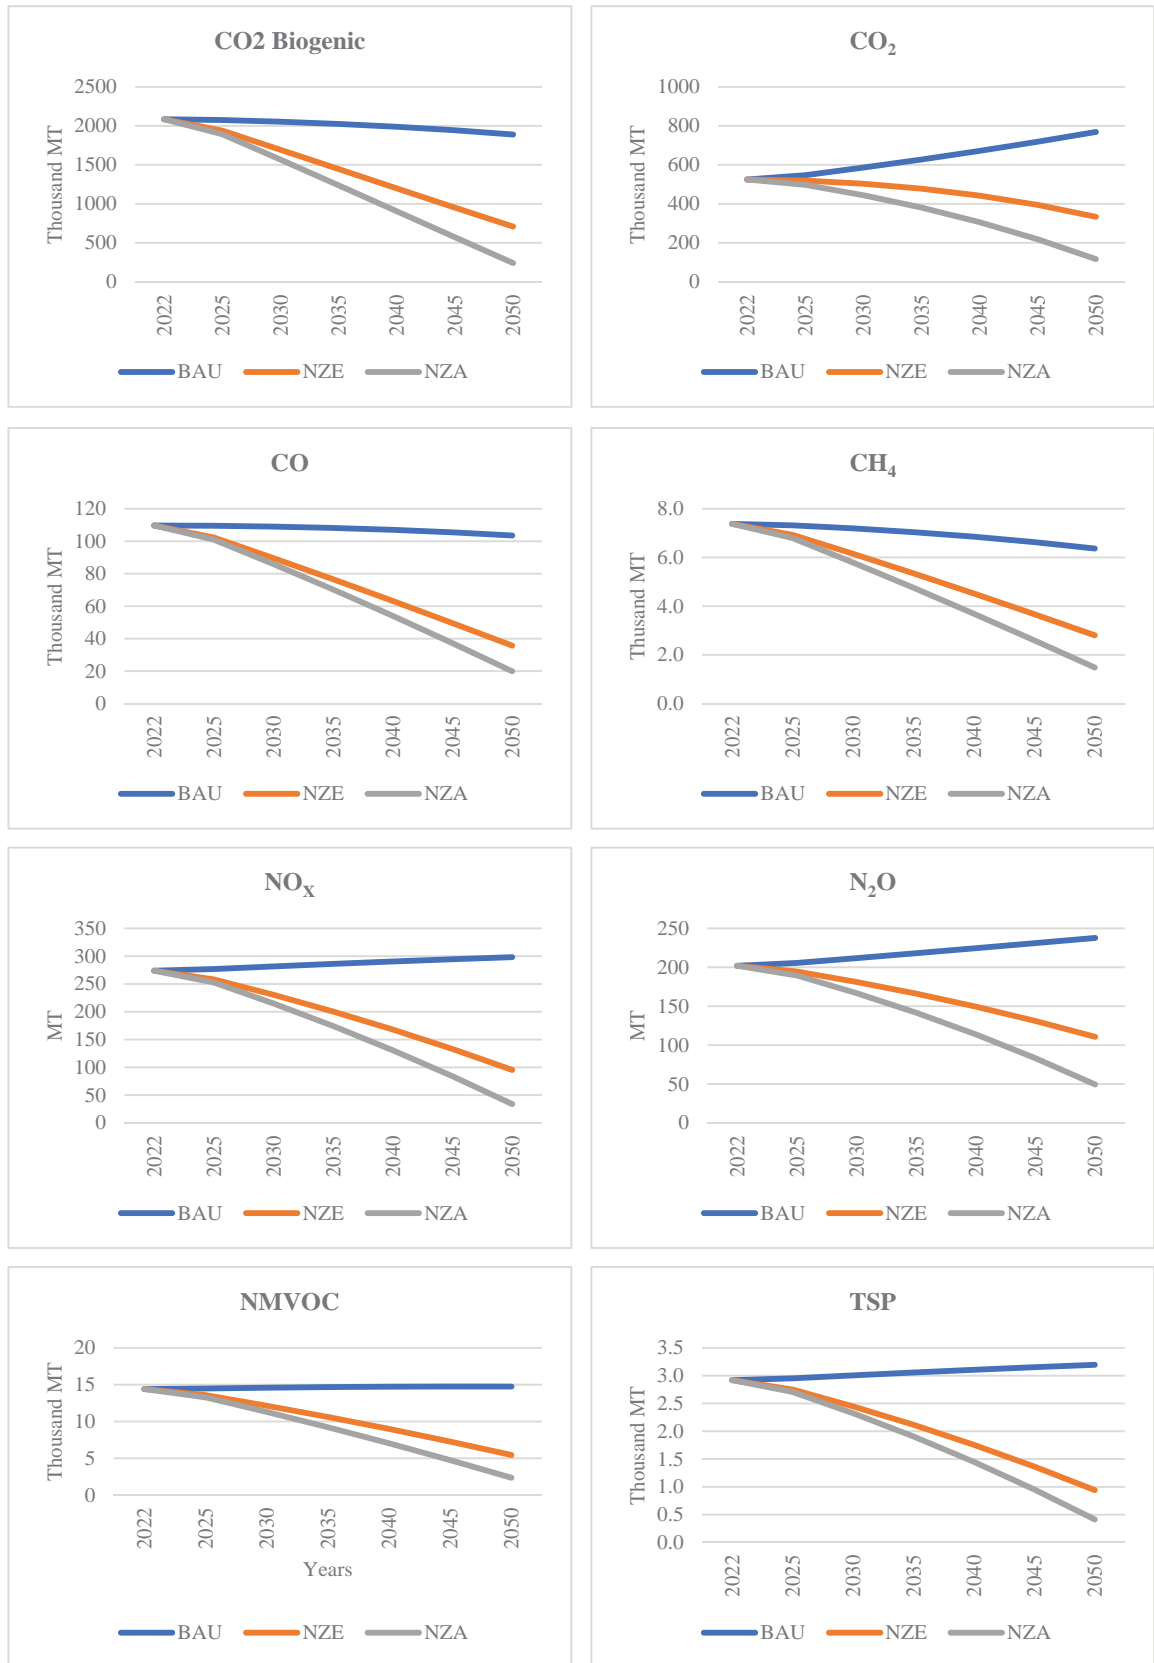 CO2 Biogenic
2500
2000
1500
1000
500
0
Thousand MT
2022 2025 2030 2035 2040 2045 2050
BAU NZE NZA
CO₂
1000
800
600
400
200
0
Thousand MT
2022 2025 2030 2035 2040 2045 2050
BAU NZE NZA
CO
120
100
80
60
40
20
0
Thousand MT
2022 2025 2030 2035 2040 2045 2050
BAU NZE NZA
CH₄
8.0
6.0
4.0
2.0
0.0
Thusand MT
2022 2025 2030 2035 2040 2045 2050
BAU NZE NZA
NOX
350
300
250
200
150
100
50
0
MT
2022 2025 2030 2035 2040 2045 2050
BAU NZE NZA
N₂O
250
200
150
100
50
0
MT
2022 2025 2030 2035 2040 2045 2050
BAU NZE NZA
NMVOC
20
15
10
5
0
Thousand MT
2022 2025 2030 2035 2040 2045 2050
Years
BAU NZE NZA
TSP
3.5
3.0
2.5
2.0
1.5
1.0
0.5
0.0
Thousand MT
2022 2025 2030 2035 2040 2045 2050
BAU NZE NZA